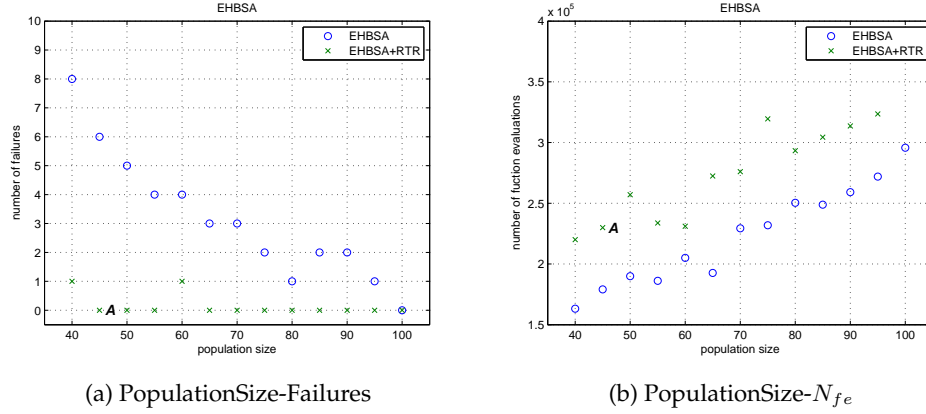 EHBSA
10
9
8
7
6
5
4
3
2
1
0
number of failures
EHBSA
EHBSA+RTR
A
40 50 60 70 80 90 100
population size
(a) PopulationSize-Failures
EHBSA
x 10^5
4
3.5
3
2.5
2
1.5
number of fuction evaluations
EHBSA
EHBSA+RTR
A
40 50 60 70 80 90 100
population size
(b) PopulationSize-N_{fe}